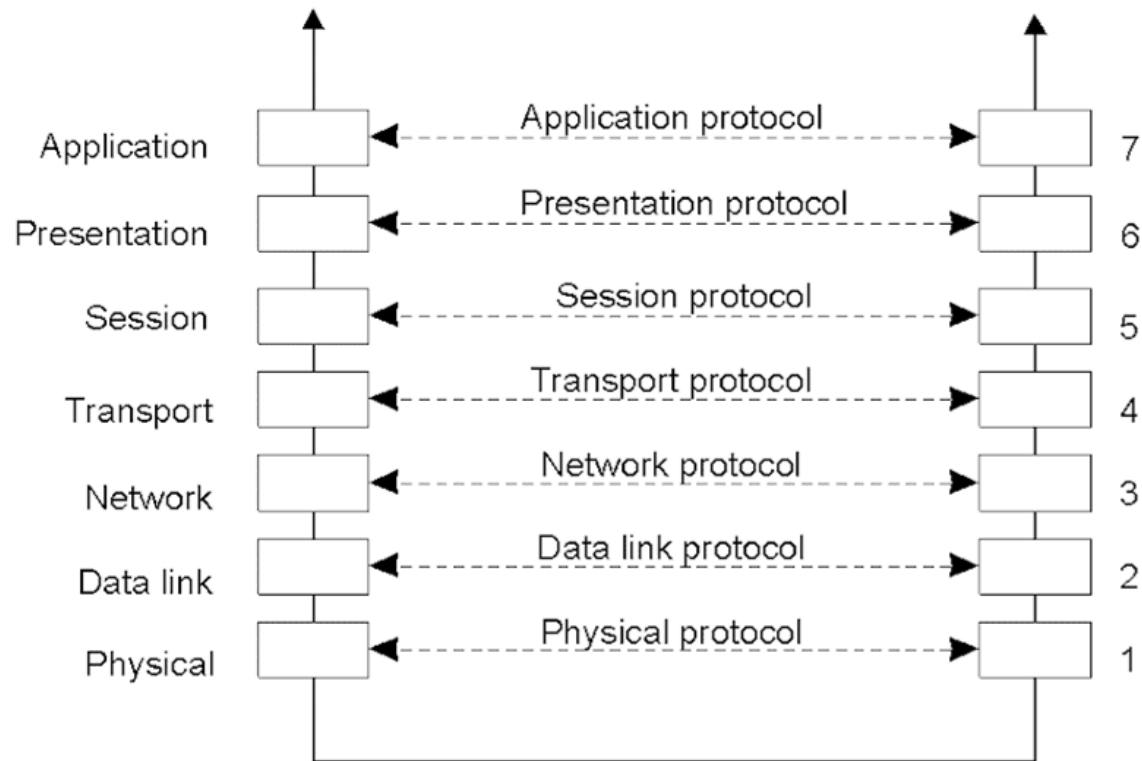 Application Application protocol 7
Presentation Presentation protocol 6
Session Session protocol 5
Transport Transport protocol 4
Network Network protocol 3
Data link Data link protocol 2
Physical Physical protocol 1